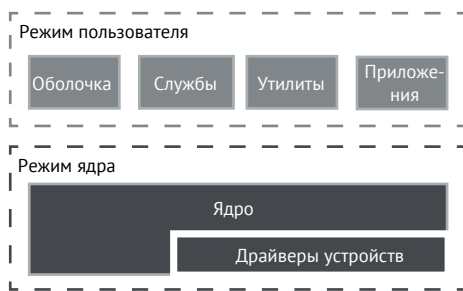 Режим пользователя
Оболочка
Службы
Утилиты
Приложе-
ния
Режим ядра
Ядро
Драйверы устройств